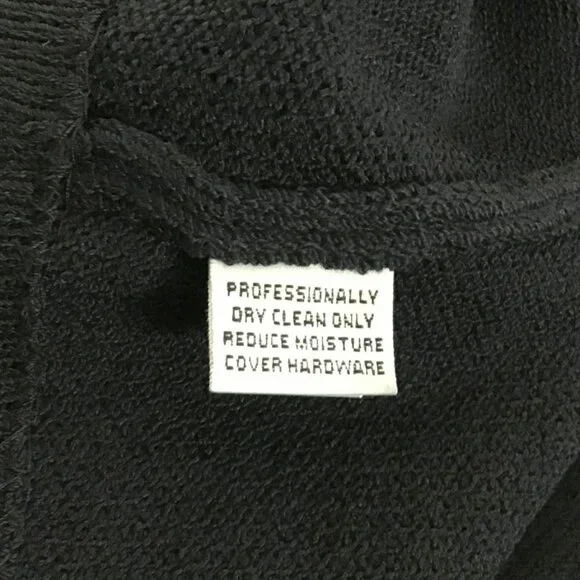 PROFESSIONALLY
DRY CLEAN ONLY
REDUCE MOISTURE
COVER HARDWARE